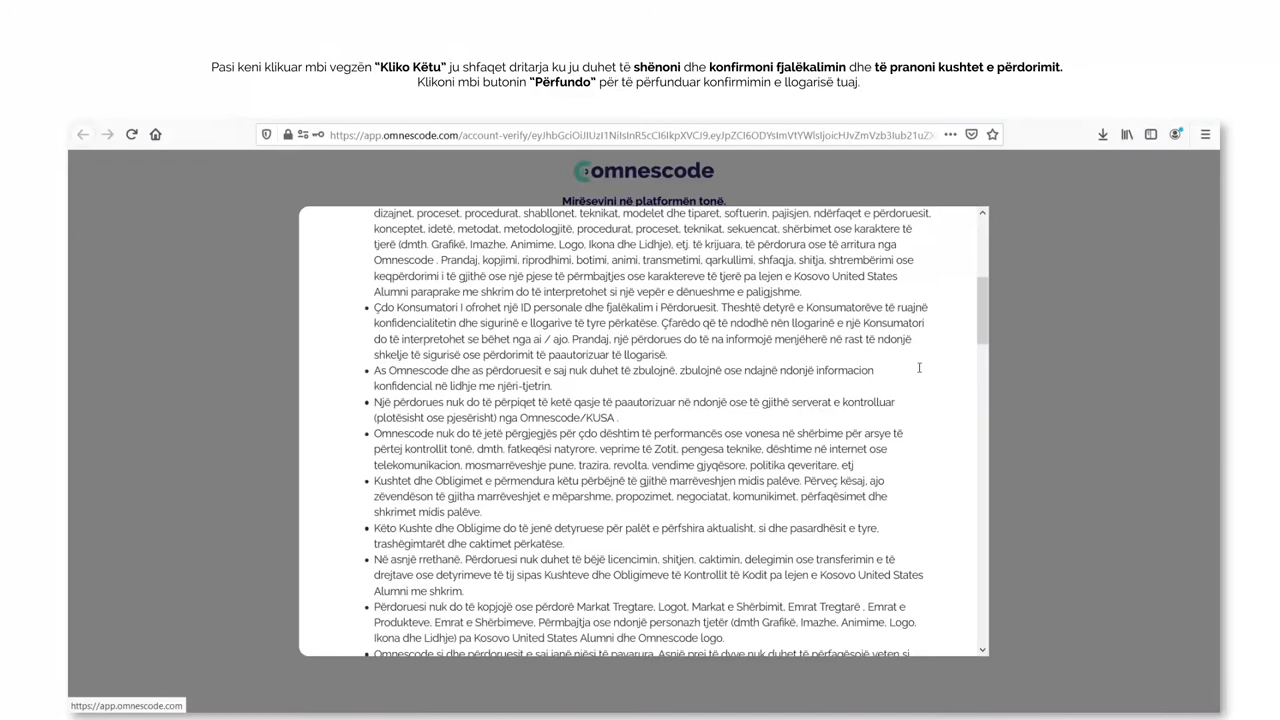 Pasi keni klikuar mbi vegzën "Kliko Këtu" ju shfaqet dritarja ku ju duhet të shënoni dhe konfirmoni fjalëkalimin dhe të pranoni kushtet e përdorimit.
Klikoni mbi butonin "Përfundo" për të përfunduar konfirmimin e llogarisë tuaj.
https://app.omnescode.com/account-verify/eyJhbGciOiJIUzI1NiIsInR5cCI6IkpXVCJ9.eyJpZCI6ODYsImVtYWlsIjoicHJvZmVzb3Iub21uZX
omnescode
Mirësevini në platformën tonë.
dizajnet, proceset, procedurat, shabllonet, teknikat, modelet dhe tiparet, softuerin, pajisjen, ndërfaqet e përdoruesit,
konceptet, idetë, metodat, metodologjitë, procedurat, proceset, teknikat, sekuencat, shërbimet ose karaktere të
tjerë (dmth. Grafikë, Imazhe, Animime, Logo, Ikona dhe Lidhje), etj. të krijuara, të përdorura ose të arritura nga
Omnescode . Prandaj, kopjimi, riprodhimi, botimi, animi, transmetimi, qarkullimi, shfaqja, shitja, shtrembërimi ose
keqpërdorimi i të gjithë ose një pjese të përmbajtjes ose karaktereve të tjerë pa lejen e Kosovo United States
Alumni paraprake me shkrim do të interpretohet si një vepër e dënueshme e paligjshme.
• Çdo Konsumatori I ofrohet një ID personale dhe fjalëkalim i Përdoruesit. Theshtë detyrë e Konsumatorëve të ruajnë
konfidencialitetin dhe sigurinë e llogarive të tyre përkatëse. Çfarëdo që të ndodhë nën llogarinë e një Konsumatori
do të interpretohet se bëhet nga ai / ajo. Prandaj, një përdorues do të na informojë menjëherë në rast të ndonjë
shkelje të sigurisë ose përdorimit të paautorizuar të llogarisë.
• As Omnescode dhe as përdoruesit e saj nuk duhet të zbulojnë, zbulojnë ose ndajnë ndonjë informacion
konfidencial në lidhje me njëri-tjetrin.
• Një përdorues nuk do të përpiqet të ketë qasje të paautorizuar në ndonjë ose të gjithë serverat e kontrolluar
(plotësisht ose pjesërisht) nga Omnescode/KUSA .
• Omnescode nuk do të jetë përgjegjës për çdo dështim të performancës ose vonesa në shërbime për arsye të
përtej kontrollit tonë, dmth. fatkeqësi natyrore, veprime të Zotit, pengesa teknike, dështime në internet ose
telekomunikacion, mosmarrëveshje pune, trazira, revolta, vendime gjyqësore, politika qeveritare, etj
• Kushtet dhe Obligimet e përmendura këtu përbëjnë të gjithë marrëveshjen midis palëve. Përveç kësaj, ajo
zëvendëson të gjitha marrëveshjet e mëparshme, propozimet, negociatat, komunikimet, përfaqësimet dhe
shkrimet midis palëve.
• Këto Kushte dhe Obligime do të jenë detyruese për palët e përfshira aktualisht, si dhe pasardhësit e tyre,
trashëgimtarët dhe caktimet përkatëse.
• Në asnjë rrethanë, Përdoruesi nuk duhet të bëjë licencimin, shitjen, caktimin, delegimin ose transferimin e të
drejtave ose detyrimeve të tij sipas Kushteve dhe Obligimeve të Kontrollit të Kodit pa lejen e Kosovo United States
Alumni me shkrim.
• Përdoruesi nuk do të kopjojë ose përdorë Markat Tregtare, Logot, Markat e Shërbimit, Emrat Tregtarë , Emrat e
Produkteve, Emrat e Shërbimeve, Përmbajtja ose ndonjë personazh tjetër (dmth Grafikë, Imazhe, Animime, Logo,
Ikona dhe Lidhje) pa Kosovo United States Alumni dhe Omnescode logo.
• Omnescode si dhe përdoruesit e saj janë njësi të pavarura. Asnjë prej të dyve nuk duhet të përfaqësojë veten si
https://app.omnescode.com